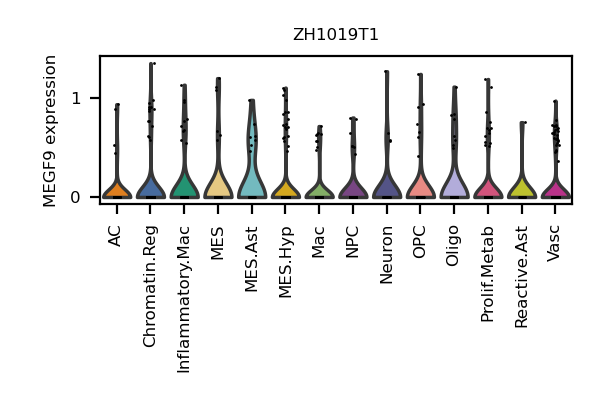 ZH1019T1
MEGF9 expression
1
0
AC
Chromatin.Reg
Inflammatory.Mac
MES
MES.Ast
MES.Hyp
Mac
NPC
Neuron
OPC
Oligo
Prolif.Metab
Reactive.Ast
Vasc